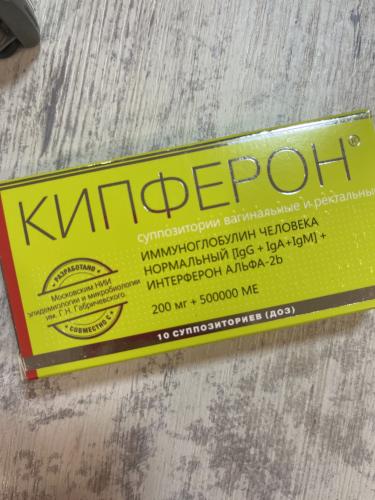 КИПФЕРОН®
суппозитории вагинальные и ректальные
ИММУНОГЛОБУЛИН ЧЕЛОВЕКА
НОРМАЛЬНЫЙ [IgG + IgA+IgM] +
ИНТЕРФЕРОН АЛЬФА-2b
200 мг + 500000 МЕ
РАЗРАБОТАНО
Московским НИИ
эпидемиологии и микробиологии
им. Г.Н. Габричевского
СОВМЕСТНО С
10 СУППОЗИТОРИЕВ (ДОЗ)